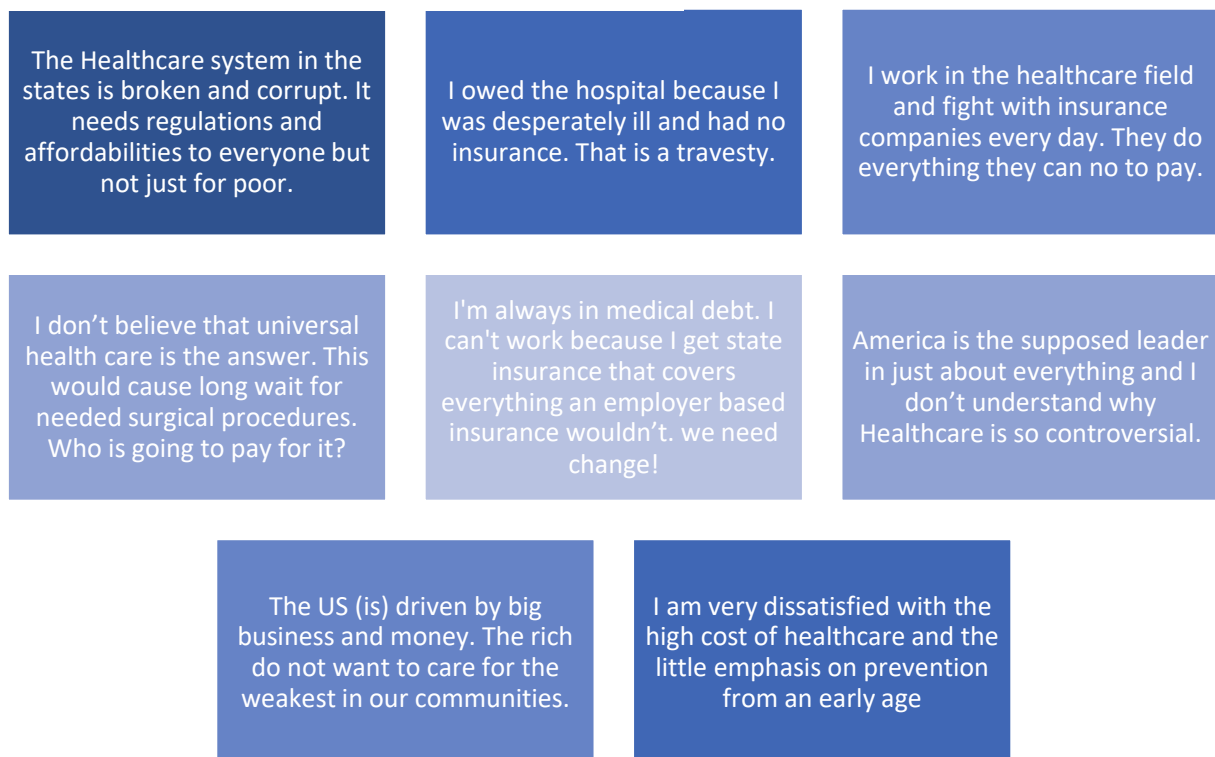 The Healthcare system in the
states is broken and corrupt. It
needs regulations and
affordabilities to everyone but
not just for poor.
I owed the hospital because I
was desperately ill and had no
insurance. That is a travesty.
I work in the healthcare field
and fight with insurance
companies every day. They do
everything they can no to pay.
I don’t believe that universal
health care is the answer. This
would cause long wait for
needed surgical procedures.
Who is going to pay for it?
I'm always in medical debt. I
can't work because I get state
insurance that covers
everything an employer based
insurance wouldn’t. we need
change!
America is the supposed leader
in just about everything and I
don’t understand why
Healthcare is so controversial.
The US (is) driven by big
business and money. The rich
do not want to care for the
weakest in our communities.
I am very dissatisfied with the
high cost of healthcare and the
little emphasis on prevention
from an early age